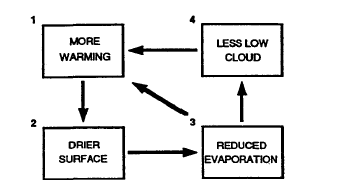 1
MORE
WARMING
4
LESS LOW
CLOUD
2
DRIER
SURFACE
3
REDUCED
EVAPORATION